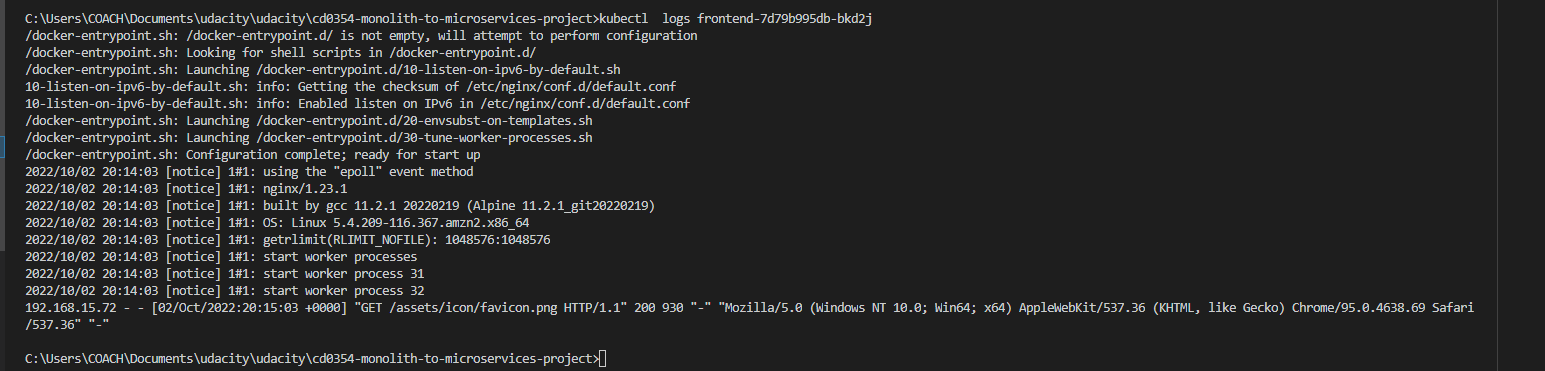 C:\Users\COACH\Documents\udacity\udacity\cd0354-monolith-to-microservices-project>kubectl  logs frontend-7d79b995db-bkd2j
/docker-entrypoint.sh: /docker-entrypoint.d/ is not empty, will attempt to perform configuration
/docker-entrypoint.sh: Looking for shell scripts in /docker-entrypoint.d/
/docker-entrypoint.sh: Launching /docker-entrypoint.d/10-listen-on-ipv6-by-default.sh
10-listen-on-ipv6-by-default.sh: info: Getting the checksum of /etc/nginx/conf.d/default.conf
10-listen-on-ipv6-by-default.sh: info: Enabled listen on IPv6 in /etc/nginx/conf.d/default.conf
/docker-entrypoint.sh: Launching /docker-entrypoint.d/20-envsubst-on-templates.sh
/docker-entrypoint.sh: Launching /docker-entrypoint.d/30-tune-worker-processes.sh
/docker-entrypoint.sh: Configuration complete; ready for start up
2022/10/02 20:14:03 [notice] 1#1: using the "epoll" event method
2022/10/02 20:14:03 [notice] 1#1: nginx/1.23.1
2022/10/02 20:14:03 [notice] 1#1: built by gcc 11.2.1 20220219 (Alpine 11.2.1_git20220219)
2022/10/02 20:14:03 [notice] 1#1: OS: Linux 5.4.209-116.367.amzn2.x86_64
2022/10/02 20:14:03 [notice] 1#1: getrlimit(RLIMIT_NOFILE): 1048576:1048576
2022/10/02 20:14:03 [notice] 1#1: start worker processes
2022/10/02 20:14:03 [notice] 1#1: start worker process 31
2022/10/02 20:14:03 [notice] 1#1: start worker process 32
192.168.15.72 - - [02/Oct/2022:20:15:03 +0000] "GET /assets/icon/favicon.png HTTP/1.1" 200 930 "-" "Mozilla/5.0 (Windows NT 10.0; Win64; x64) AppleWebKit/537.36 (KHTML, like Gecko) Chrome/95.0.4638.69 Safari
/537.36" "-"
C:\Users\COACH\Documents\udacity\udacity\cd0354-monolith-to-microservices-project>